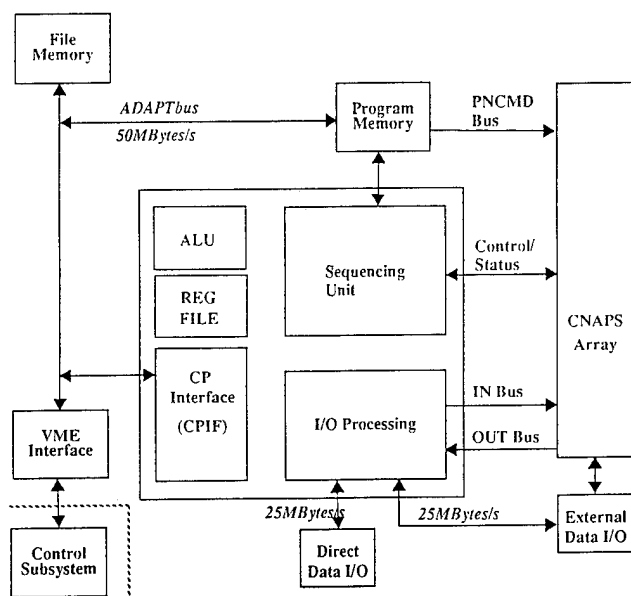 File
Memory
ADAPTbus
50MBytes/s
Program
Memory
PNCMD
Bus
ALU
REG
FILE
Sequencing
Unit
Control/
Status
CNAPS
Array
CP
Interface
(CPIF)
I/O Processing
IN Bus
OUT Bus
VME
Interface
25MBytes/s
25MBytes/s
Control
Subsystem
Direct
Data I/O
External
Data I/O